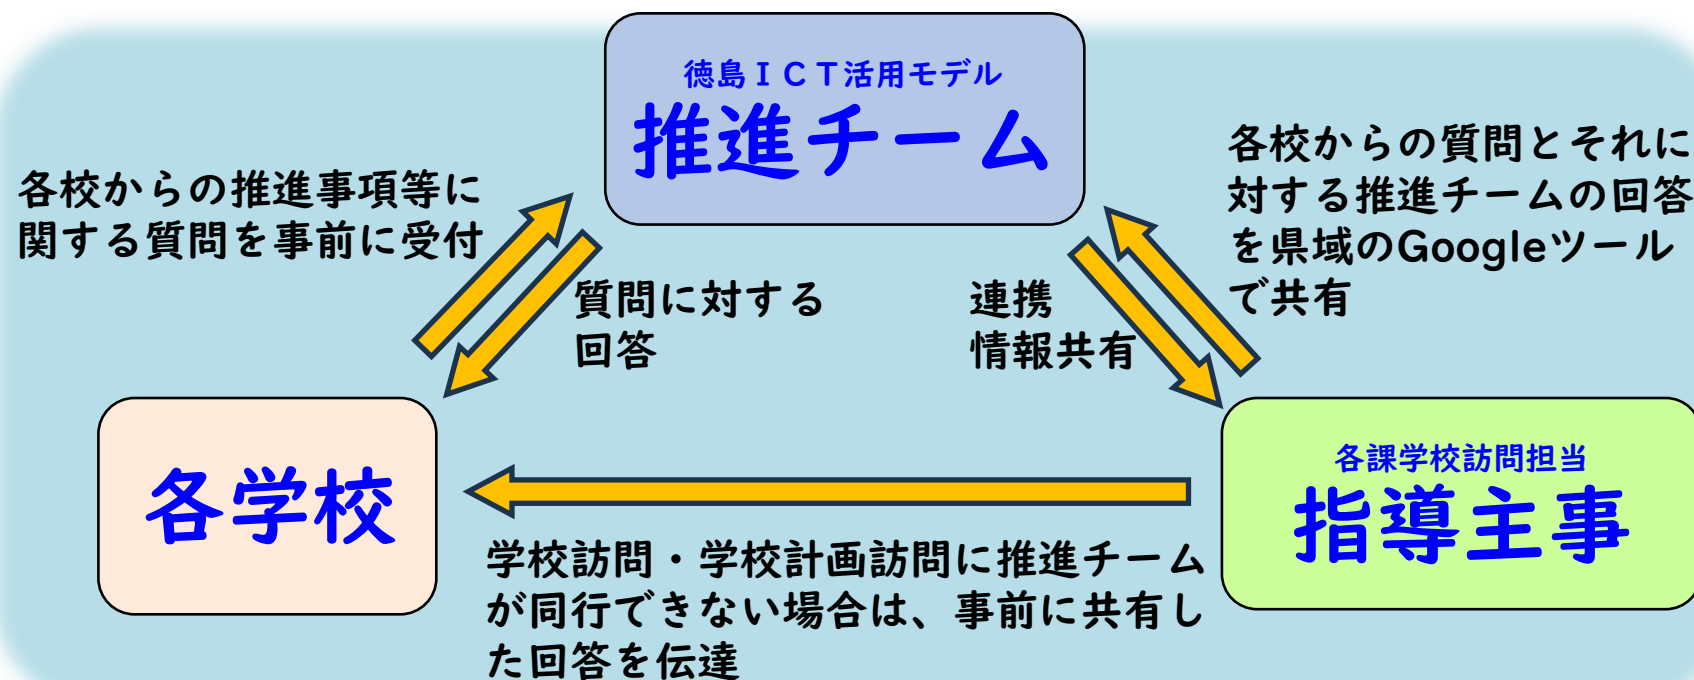 徳島ＩＣＴ活用モデル
推進チーム
各校からの推進事項等に
関する質問を事前に受付
各校からの質問とそれに
対する推進チームの回答
を県域のGoogleツール
で共有
質問に対する
回答
連携
情報共有
各学校
各課学校訪問担当
指導主事
学校訪問・学校計画訪問に推進チーム
が同行できない場合は、事前に共有し
た回答を伝達